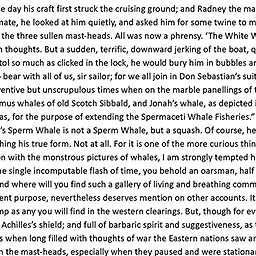 e day his craft first struck the cruising ground; and Radney the ma
mate, he looked at him quietly, and asked him for some twine to m
the three sullen mast-heads. All was now a phrensy. 'The White W
n thoughts. But a sudden, terrific, downward jerking of the boat, q
tol so much as clicked in the lock, he would bury him in bubbles ar
o bear with all of us, sir sailor; for we all join in Don Sebastian's suit
ventive but unscrupulous times when on the marble panellings of t
mus whales of old Scotch Sibbald, and Jonah's whale, as depicted i
as, for the purpose of extending the Spermaceti Whale Fisheries."
's Sperm Whale is not a Sperm Whale, but a squash. Of course, he
hing his true form. Not at all. For it is one of the more curious thin
on with the monstrous pictures of whales, I am strongly tempted h
e single incomputable flash of time, you behold an oarsman, half
nd where will you find such a gallery of living and breathing comm
ent purpose, nevertheless deserves mention on other accounts. It
mp as any you will find in the western clearings. But, though for ev
Achilles's shield; and full of barbaric spirit and suggestiveness, as
s when long filled with thoughts of war the Eastern nations saw ar
n the mast-heads, especially when they paused and were stationar